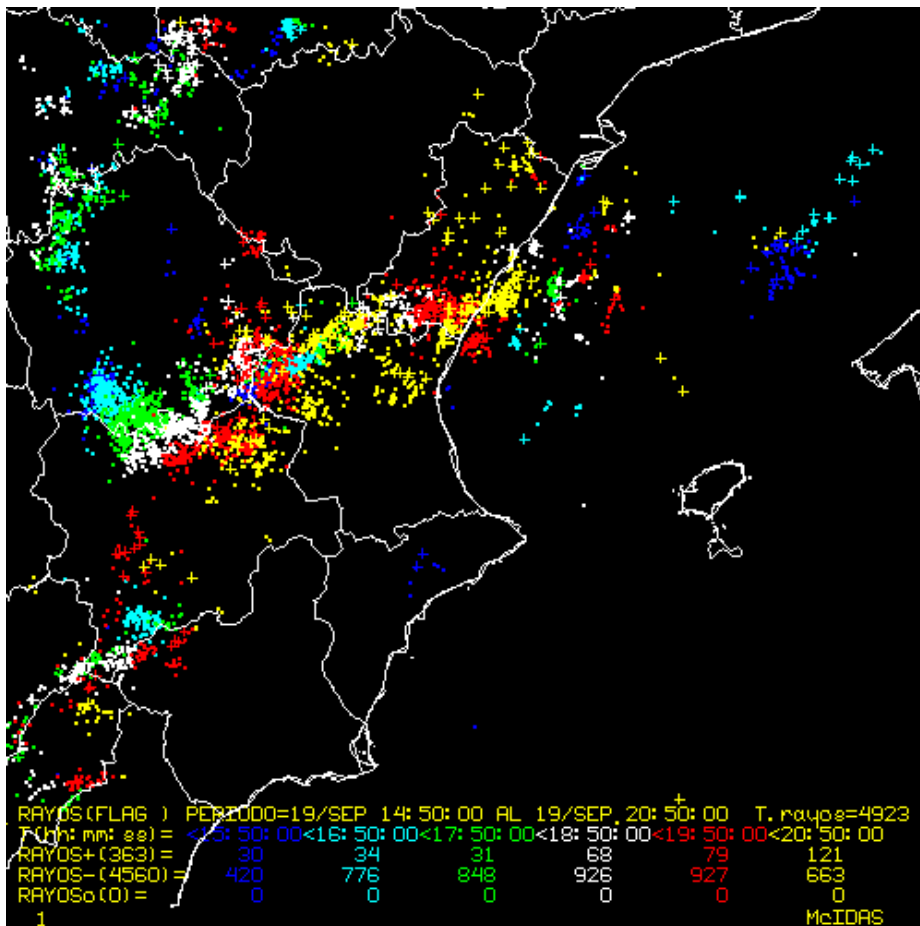 RAYOS(FLAG ) PERIODO=19/SEP 14:50:00 AL 19/SEP.20:50:00 T.rayos=4923
T(hh:mm:ss)= <15:50:00<16:50:00<17:50:00<18:50:00<19:50:00<20:50:00
RAYOS+(363)= 30 34 31 68 79 121
RAYOS-(4560)= 420 776 848 926 927 663
RAYOSo(0)= 0 0 0 0 0 0
1 McIDAS